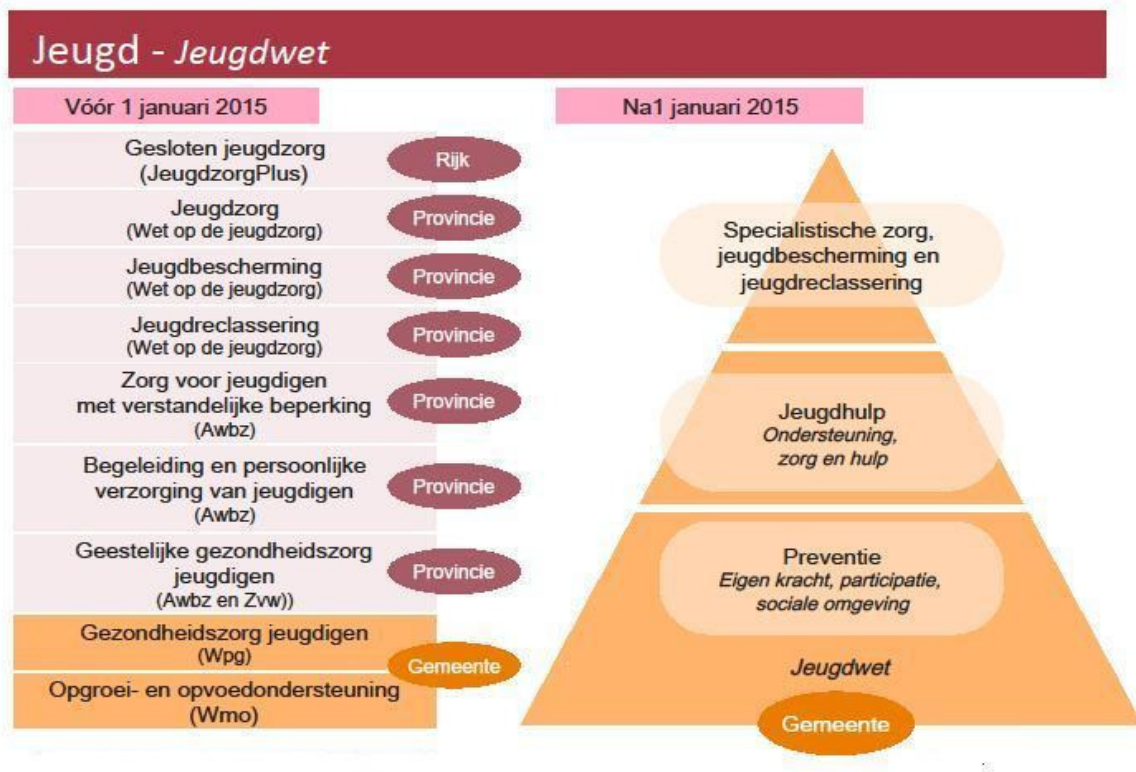 Jeugd - Jeugdwet
Vóór 1 januari 2015
Gesloten jeugdzorg
(JeugdzorgPlus)
Rijk
Jeugdzorg
(Wet op de jeugdzorg)
Provincie
Jeugdbescherming
(Wet op de jeugdzorg)
Provincie
Jeugdreclassering
(Wet op de jeugdzorg)
Provincie
Zorg voor jeugdigen
met verstandelijke beperking
(Awbz)
Provincie
Begeleiding en persoonlijke
verzorging van jeugdigen
(Awbz)
Provincie
Geestelijke gezondheidszorg
jeugdigen
(Awbz en Zvw))
Provincie
Gezondheidszorg jeugdigen
(Wpg)
Gemeente
Opgroei- en opvoedondersteuning
(Wmo)
Na1 januari 2015
Specialistische zorg,
jeugdbescherming en
jeugdreclassering
Jeugdhulp
Ondersteuning,
zorg en hulp
Preventie
Eigen kracht, participatie,
sociale omgeving
Jeugdwet
Gemeente